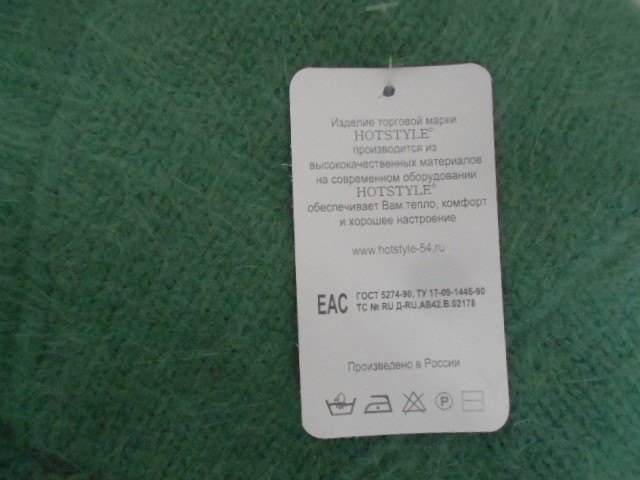 Изделие торговой марки
HOTSTYLE®
производится из
высококачественных материалов
на современном оборудовании
HOTSTYLE®
обеспечивает Вам тепло, комфорт
и хорошее настроение
www.hotstyle-54.ru
ЕАС
ГОСТ 5274-90, ТУ 17-09-1446-90
ТС № RU Д-RU.АВ42.В.02178
Произведено в России
P